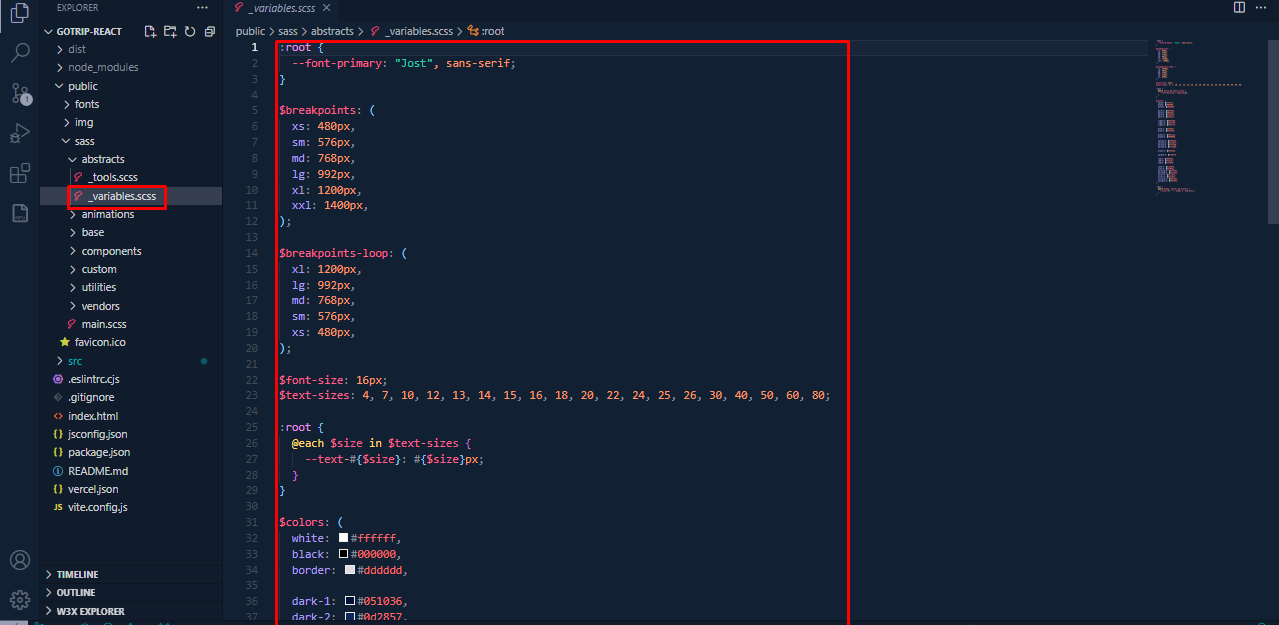 EXPLORER
···
GOTRIP-REACT
dist
node_modules
public
fonts
img
sass
abstracts
_tools.scss
_variables.scss
animations
base
components
custom
utilities
vendors
main.scss
favicon.ico
src
.eslintrc.cjs
.gitignore
index.html
jsconfig.json
package.json
README.md
vercel.json
JS vite.config.js
TIMELINE
OUTLINE
W3X EXPLORER
1
_variables.scss
public > sass > abstracts > _variables.scss > :root
1 :root {
2 --font-primary: "Jost", sans-serif;
3 }
4
5 $breakpoints: (
6 xs: 480px,
7 sm: 576px,
8 md: 768px,
9 lg: 992px,
10 xl: 1200px,
11 xxl: 1400px,
12 );
13
14 $breakpoints-loop: (
15 xl: 1200px,
16 lg: 992px,
17 md: 768px,
18 sm: 576px,
19 xs: 480px,
20 );
21
22 $font-size: 16px;
23 $text-sizes: 4, 7, 10, 12, 13, 14, 15, 16, 18, 20, 22, 24, 25, 26, 30, 40, 50, 60, 80;
24
25 :root {
26 @each $size in $text-sizes {
27 --text-#{$size}: #{$size}px;
28 }
29 }
30
31 $colors: (
32 white: #ffffff,
33 black: #000000,
34 border: #dddddd,
35
36 dark-1: #051036,
37 dark-2: #0d2857,